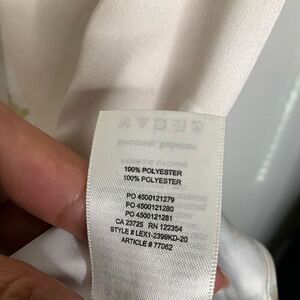 100% POLYESTER
100% POLYESTER
PO 4500121279
PO 4500121280
PO 4500121281
CA 23725 RN 122354
STYLE # LEX1-2399KD-20
ARTICLE # 77062